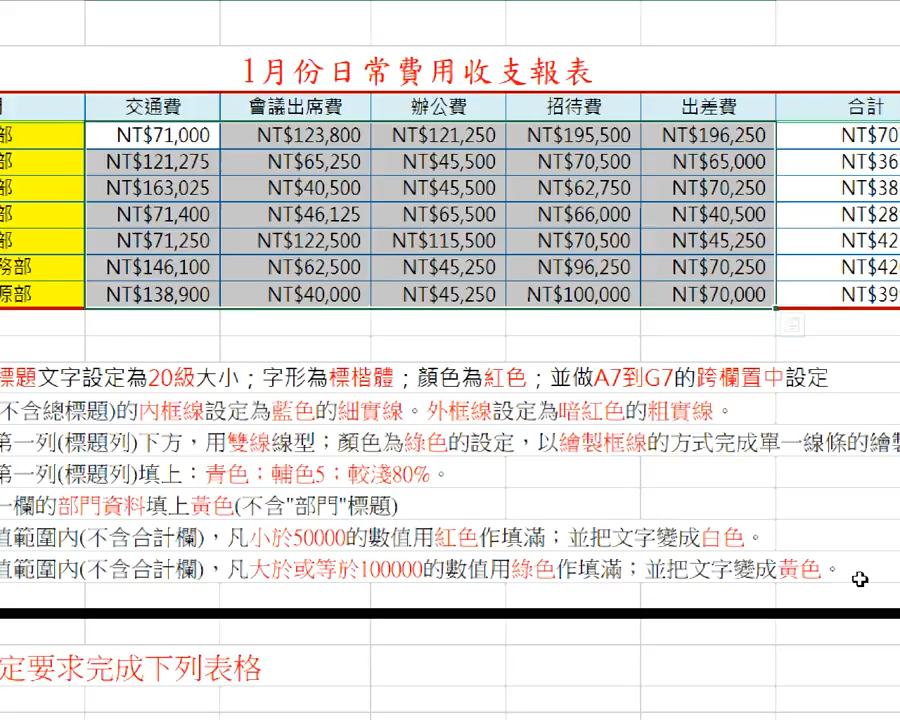 1月份日常費用收支報表
交通費 會議出席費 辦公費 招待費 出差費 合計
部 NT$71,000 NT$123,800 NT$121,250 NT$195,500 NT$196,250 NT$70
部 NT$121,275 NT$65,250 NT$45,500 NT$70,500 NT$65,000 NT$36
部 NT$163,025 NT$40,500 NT$45,500 NT$62,750 NT$70,250 NT$38
部 NT$71,400 NT$46,125 NT$65,500 NT$66,000 NT$40,500 NT$28
部 NT$71,250 NT$122,500 NT$115,500 NT$70,500 NT$45,250 NT$42
務部 NT$146,100 NT$62,500 NT$45,250 NT$96,250 NT$70,250 NT$42
源部 NT$138,900 NT$40,000 NT$45,250 NT$100,000 NT$70,000 NT$39
標題文字設定為20級大小；字形為標楷體；顏色為紅色；並做A7到G7的跨欄置中設定
不含總標題)的內框線設定為藍色的細實線。外框線設定為暗紅色的粗實線。
第一列(標題列)下方，用雙線線型；顏色為綠色的設定，以繪製框線的方式完成單一線條的繪製
第一列(標題列)填上：青色；輔色5；較淺80%。
一欄的部門資料填上黃色(不含"部門"標題)
值範圍內(不含合計欄)，凡小於50000的數值用紅色作填滿；並把文字變成白色。
值範圍內(不含合計欄)，凡大於或等於100000的數值用綠色作填滿；並把文字變成黃色。
定要求完成下列表格